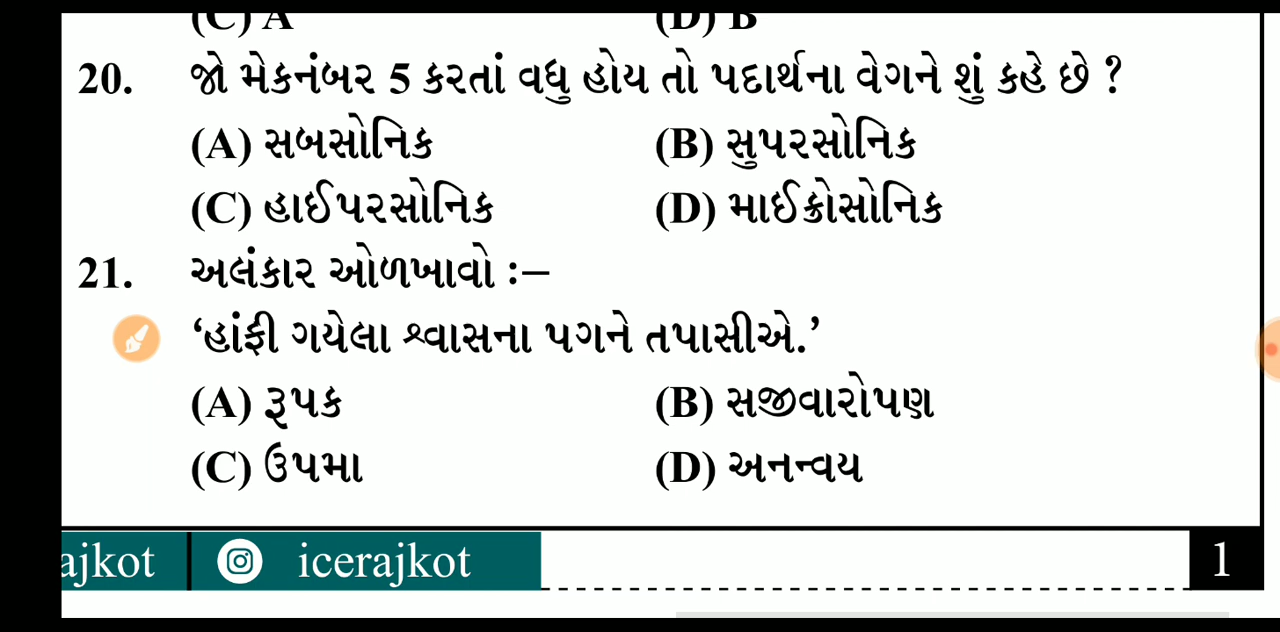 (C) A (D) B
20. જો મેકનંબર 5 કરતાં વધુ હોય તો પદાર્થના વેગને શું કહે છે ?
(A) સબસોનિક (B) સુપરસોનિક
(C) હાઈપરસોનિક (D) માઈક્રોસોનિક
21. અલંકાર ઓળખાવો :–
‘હાંફી ગયેલા શ્વાસના પગને તપાસીએ.’
(A) રૂપક (B) સજીવારોપણ
(C) ઉપમા (D) અનન્વય
ajkot icerajkot 1